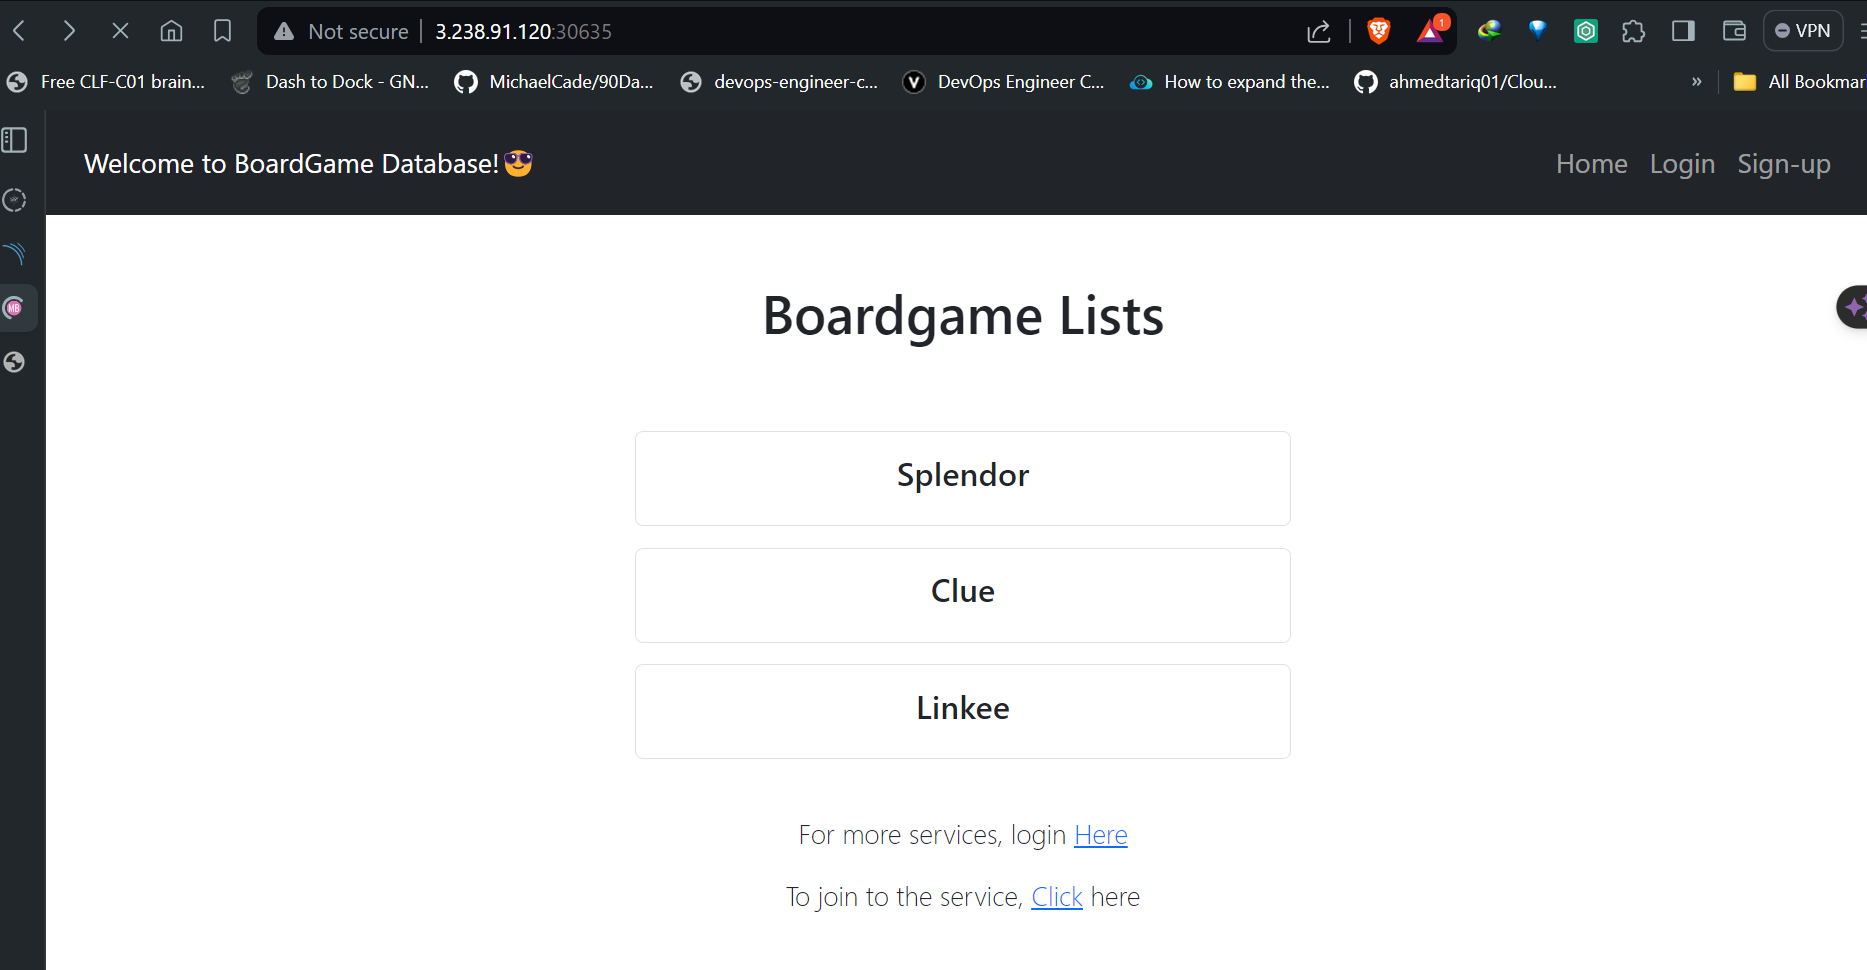 Not secure 3.238.91.120:30635 1 VPN
Free CLF-C01 brain... Dash to Dock - GN... MichaelCade/90Da... devops-engineer-c... V DevOps Engineer C... How to expand the... ahmedtariq01/Clou... » All Bookmar
Welcome to BoardGame Database!😎 Home Login Sign-up
MB
Boardgame Lists
Splendor
Clue
Linkee
For more services, login Here
To join to the service, Click here